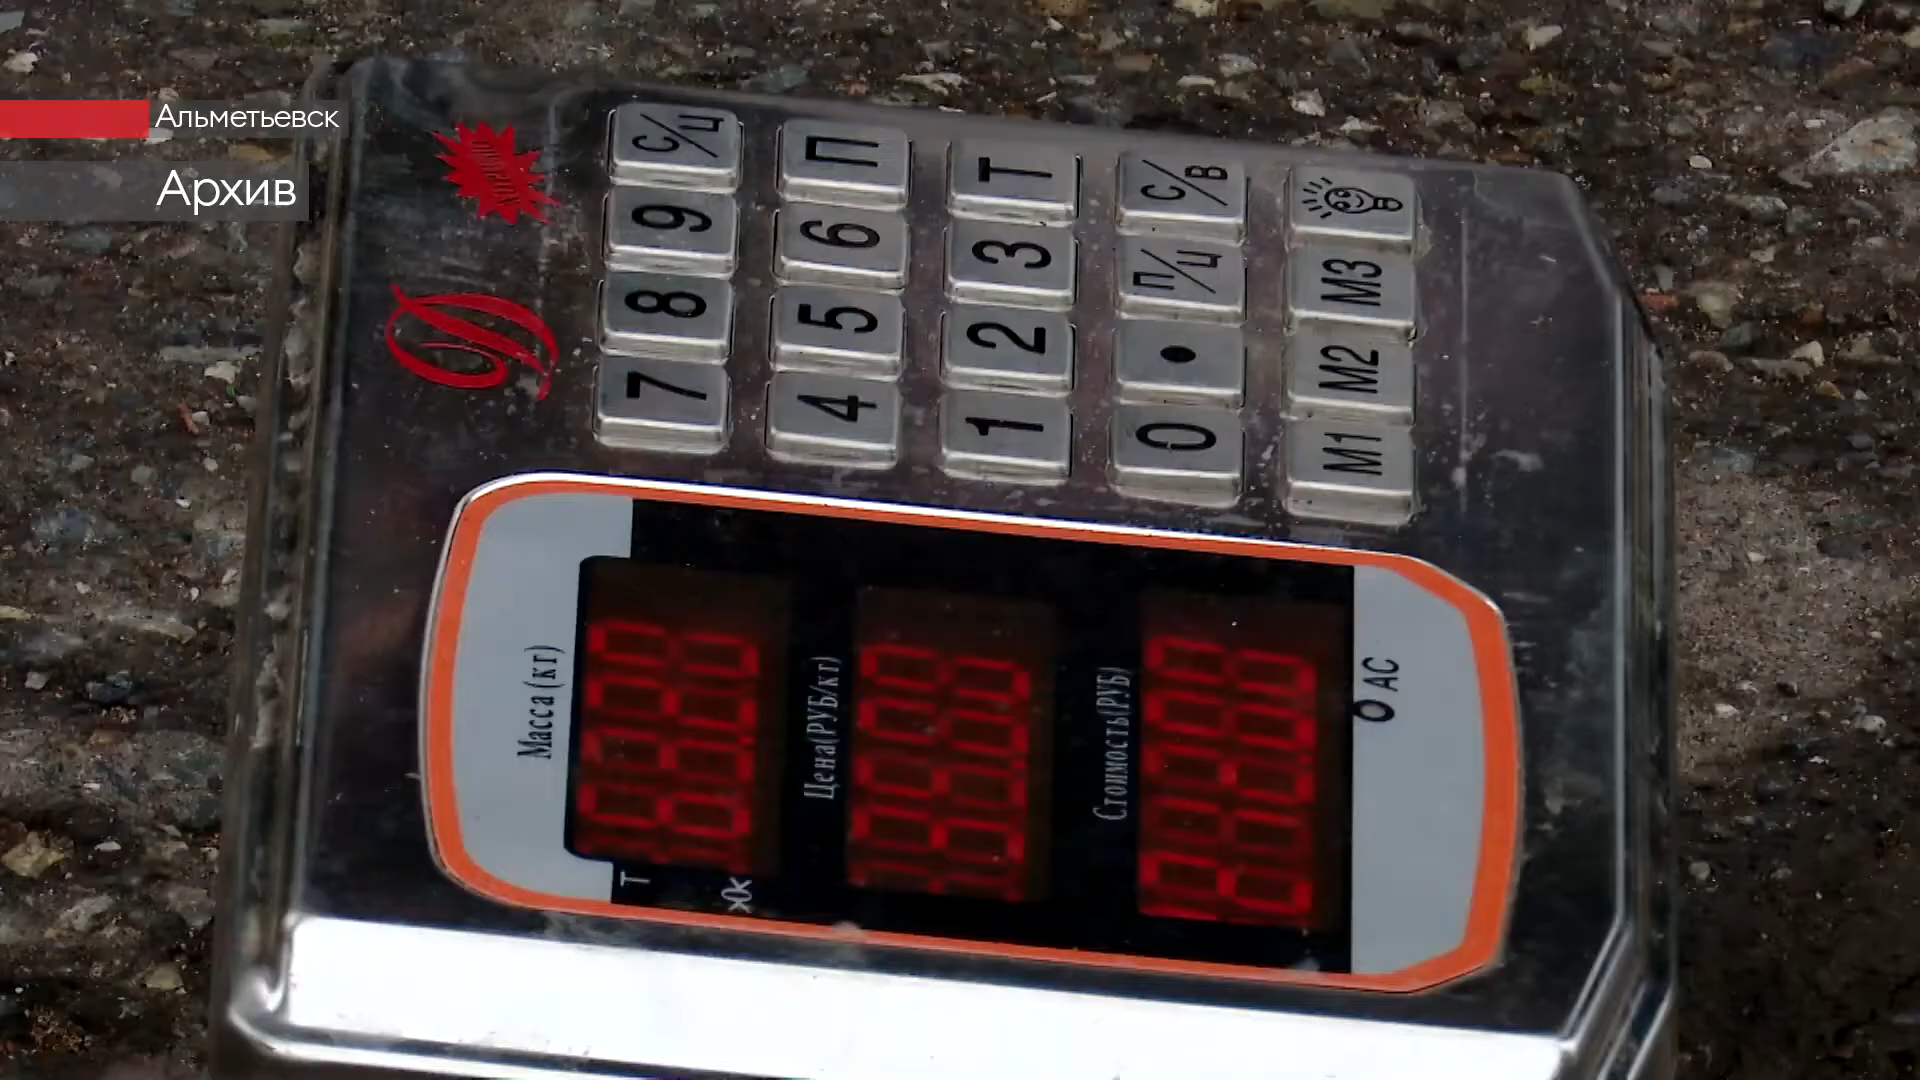 Альметьевск
Архив
7 8 9 С/Ц
4 5 6 П
1 2 3 Т
0 • П/Ц С/В
М1 М2 М3
Масса (кг)
Т
>0<
Цена(РУБ/кг)
Стоимость(РУБ)
AC